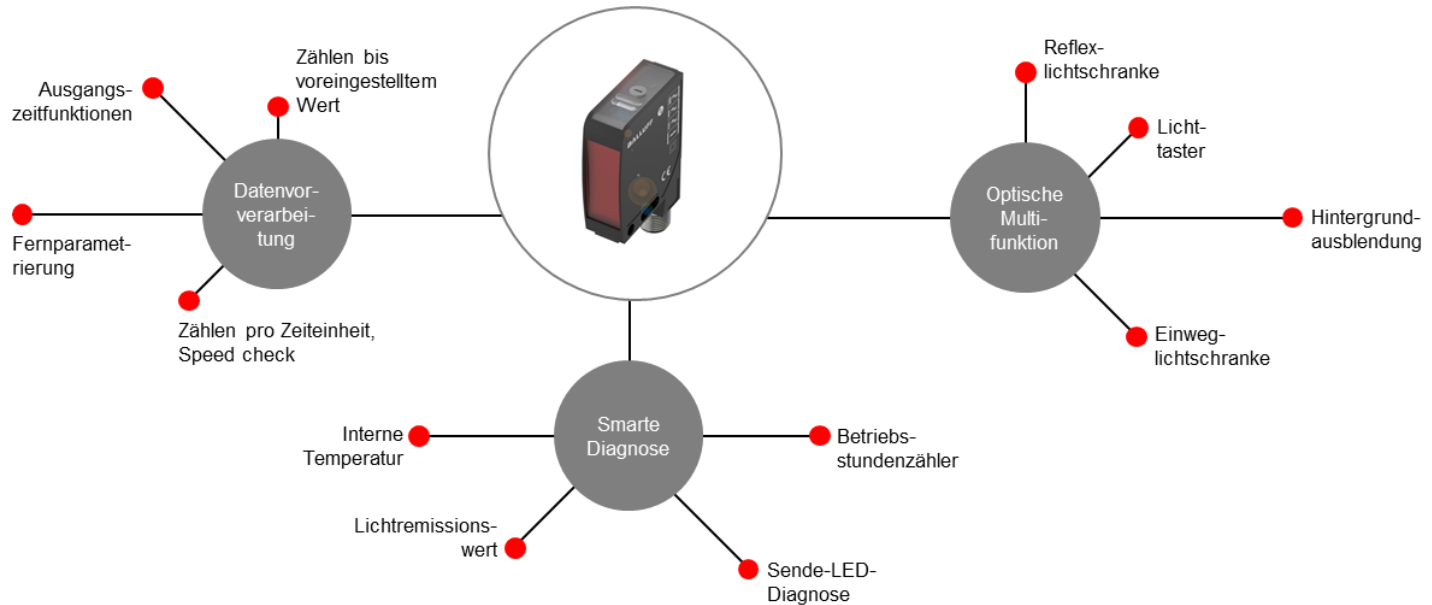 Ausgangs-
zeitfunktionen
Zählen bis
voreingestelltem
Wert
Datenvor-
verarbei-
tung
Fernparamet-
rierung
Zählen pro Zeiteinheit,
Speed check
BALLUFF
CE
Reflex-
lichtschranke
Licht-
taster
Optische
Multi-
funktion
Hintergrund-
ausblendung
Einweg-
lichtschranke
Smarte
Diagnose
Interne
Temperatur
Betriebs-
stundenzähler
Lichtremissions-
wert
Sende-LED-
Diagnose